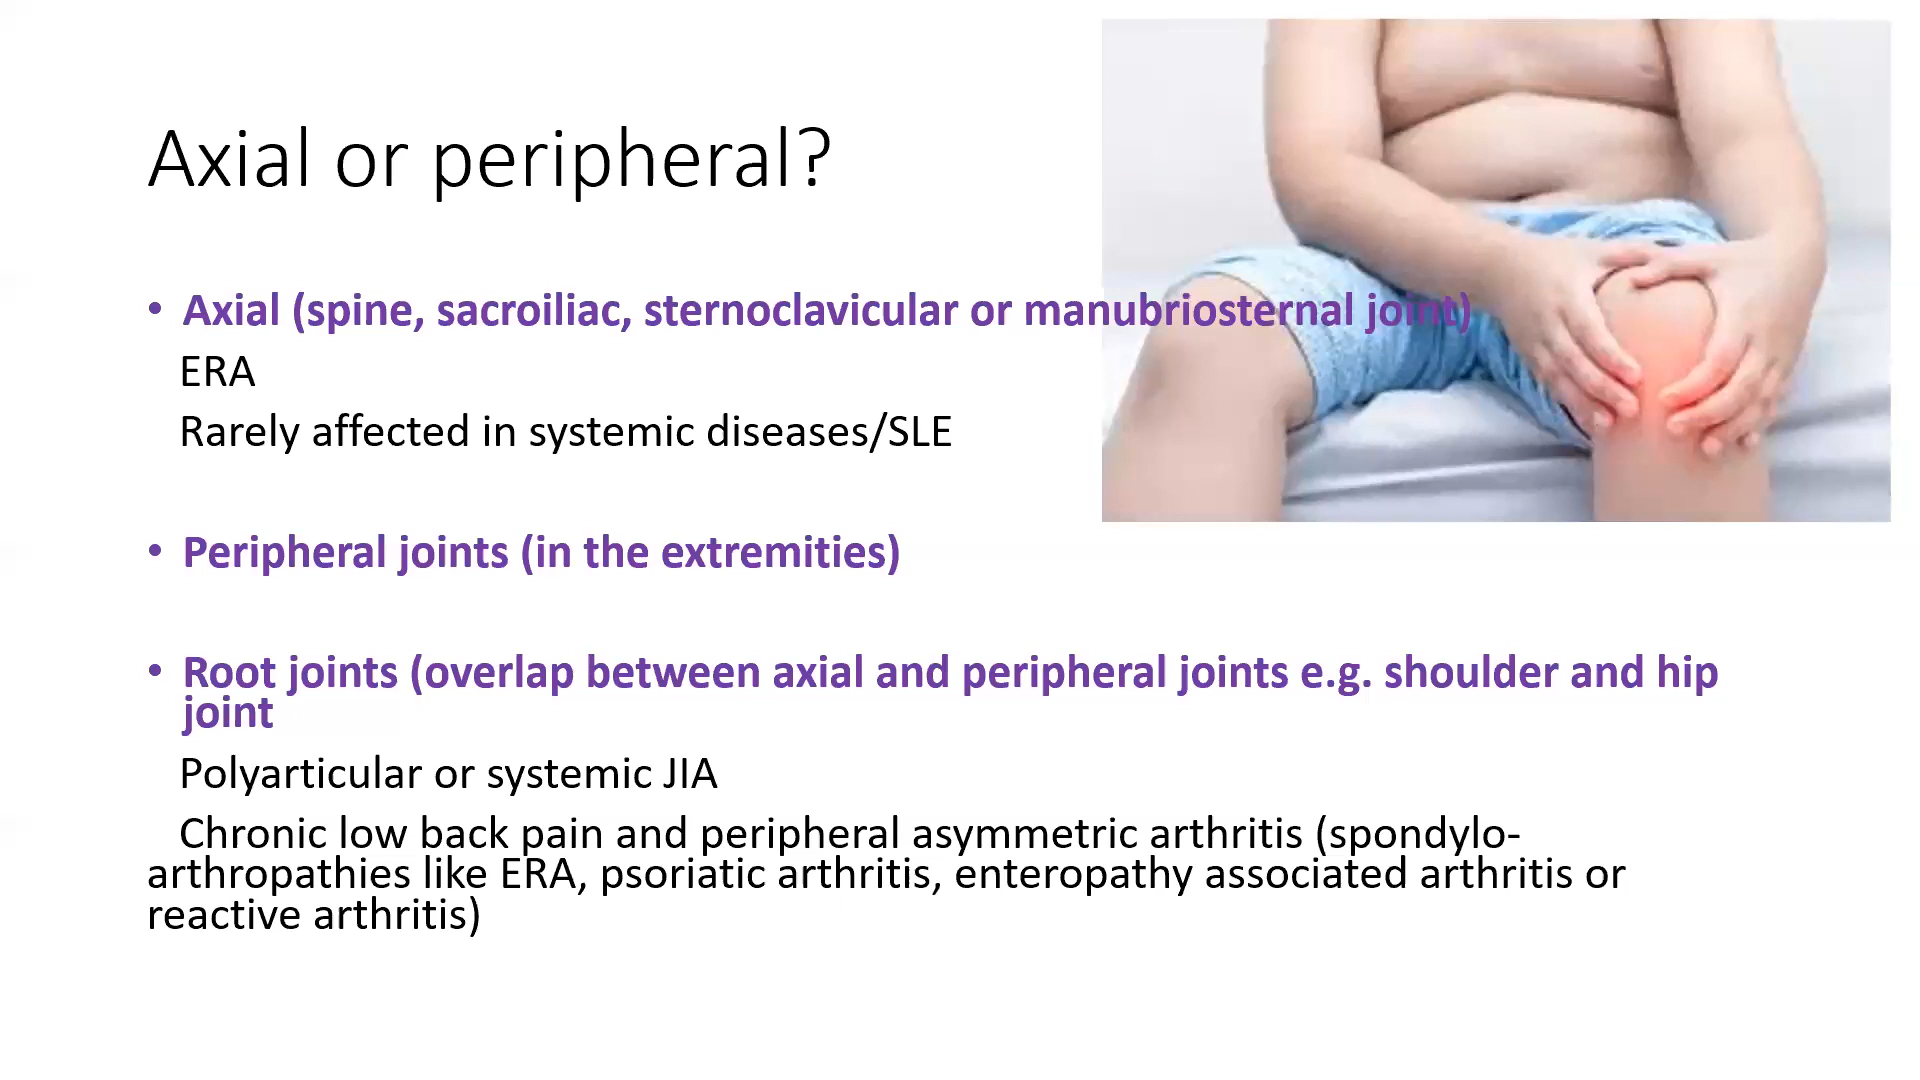 Axial or peripheral?
• Axial (spine, sacroiliac, sternoclavicular or manubriosternal joint)
ERA
Rarely affected in systemic diseases/SLE
• Peripheral joints (in the extremities)
• Root joints (overlap between axial and peripheral joints e.g. shoulder and hip
joint
Polyarticular or systemic JIA
Chronic low back pain and peripheral asymmetric arthritis (spondylo-
arthropathies like ERA, psoriatic arthritis, enteropathy associated arthritis or
reactive arthritis)